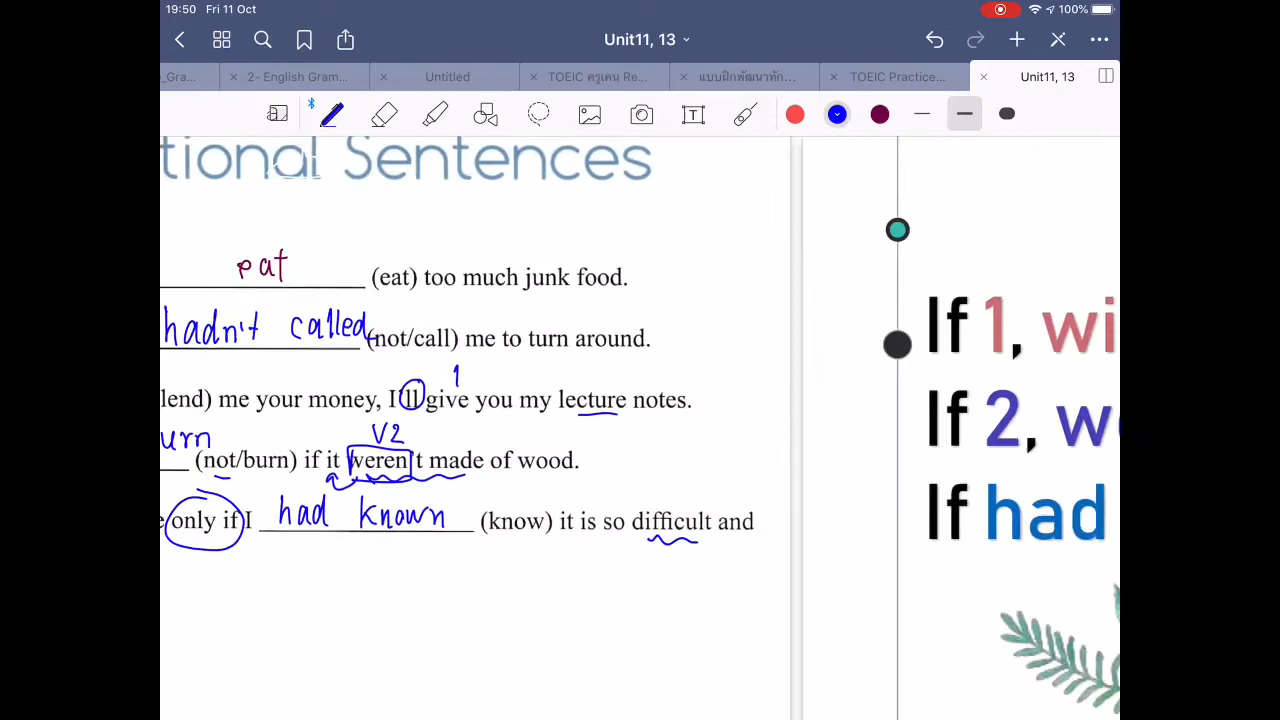 19:50 Fri 11 Oct 100%
Unit11, 13
_Gra... 2- English Gram... Untitled TOEIC ครูเคน Re... แบบฝึกพัฒนาทัก... TOEIC Practice... Unit11, 13
T
tional Sentences
eat
(eat) too much junk food.
hadn't called
(not/call) me to turn around.
1
lend) me your money, I'll give you my lecture notes.
urn V2
(not/burn) if it weren't made of wood.
e only if I had known (know) it is so difficult and
If 1, wi
If 2, w
If had